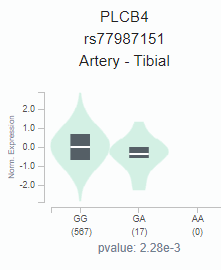 PLCB4
rs77987151
Artery - Tibial
Norm. Expression
2.0
1.0
0.0
-1.0
-2.0
GG GA AA
(567) (17) (0)
pvalue: 2.28e-3